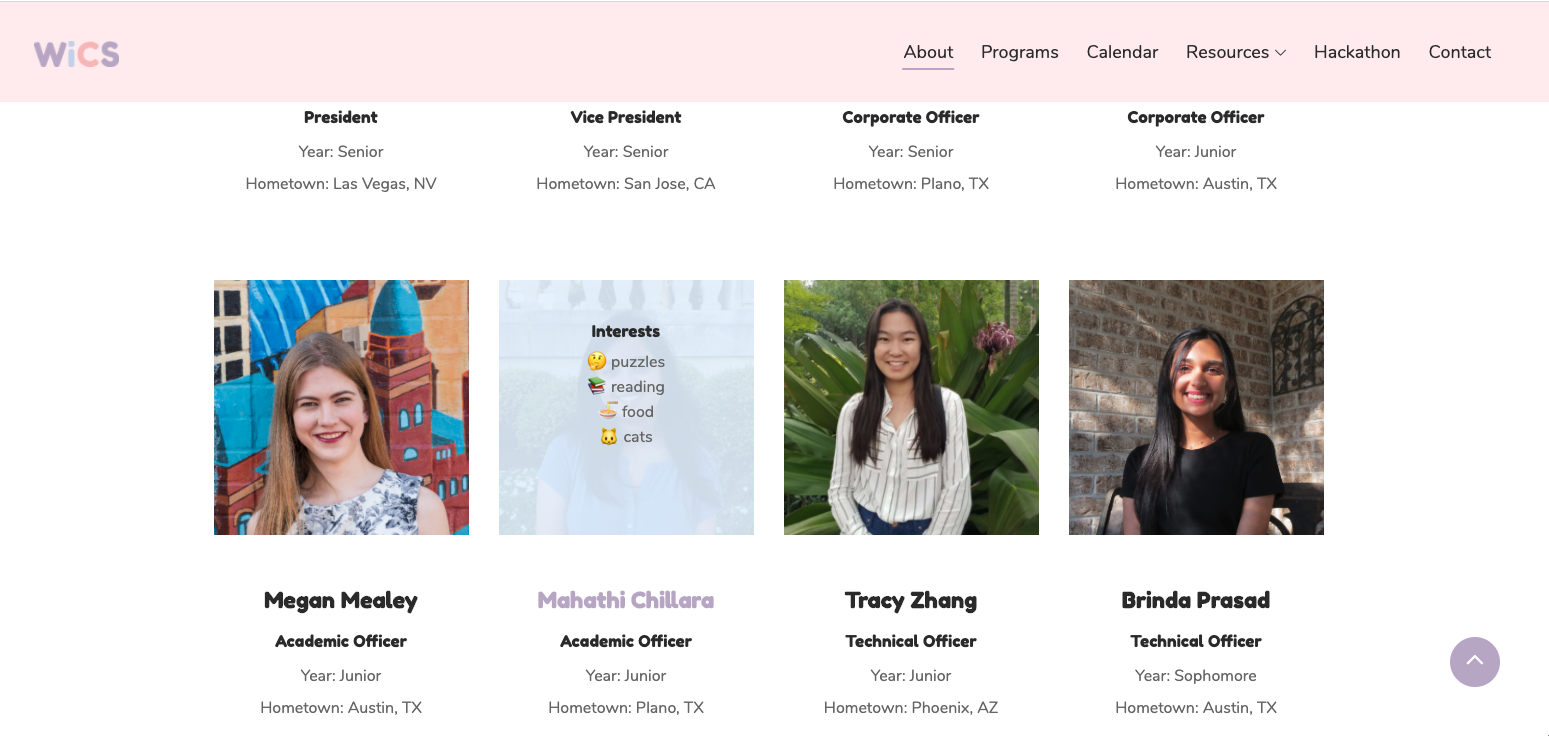 WiCS
About Programs Calendar Resources Hackathon Contact
President Vice President Corporate Officer Corporate Officer
Year: Senior Year: Senior Year: Senior Year: Junior
Hometown: Las Vegas, NV Hometown: San Jose, CA Hometown: Plano, TX Hometown: Austin, TX
Interests
🤔 puzzles
📚 reading
🍜 food
🐱 cats
Megan Mealey Mahathi Chillara Tracy Zhang Brinda Prasad
Academic Officer Academic Officer Technical Officer Technical Officer
Year: Junior Year: Junior Year: Junior Year: Sophomore
Hometown: Austin, TX Hometown: Plano, TX Hometown: Phoenix, AZ Hometown: Austin, TX